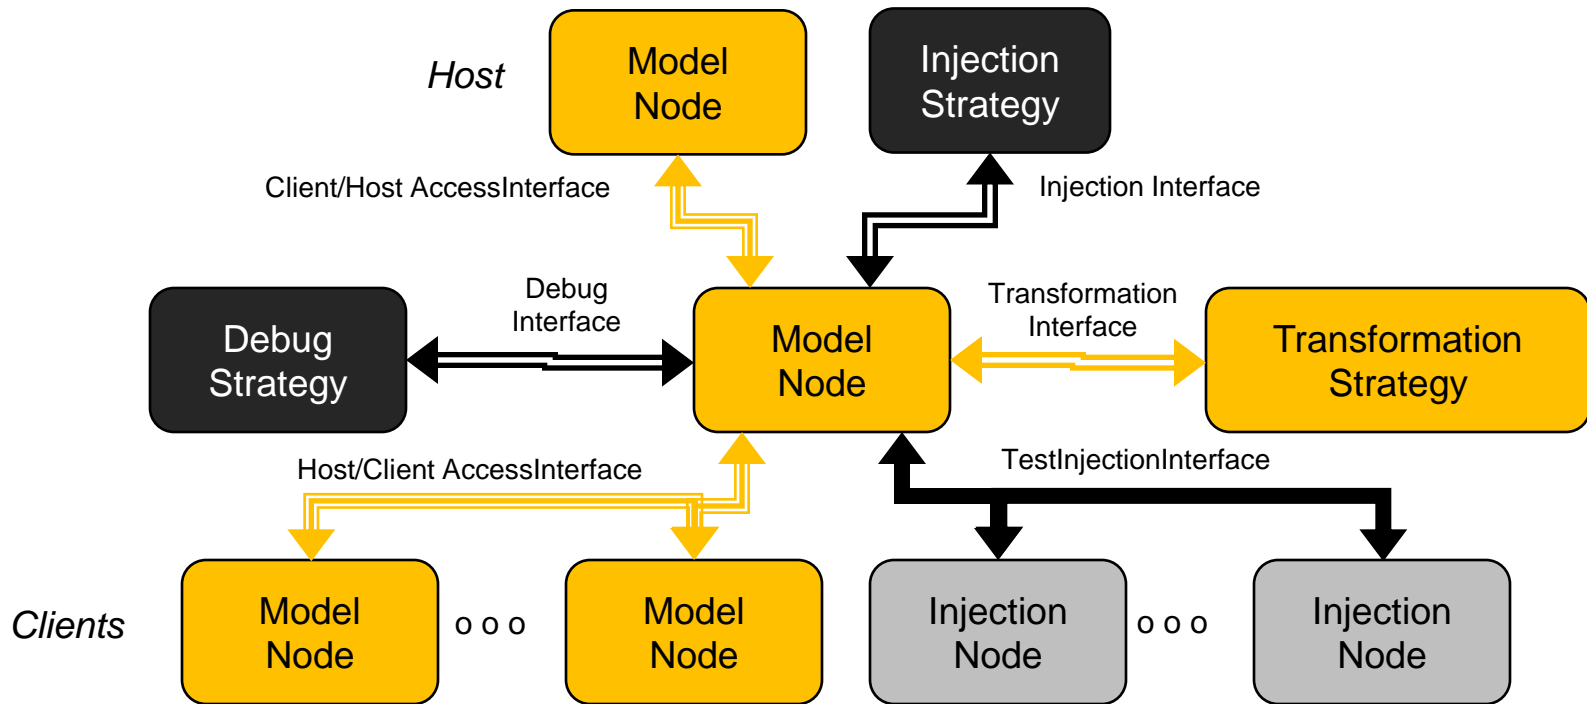 Host
Model
Node
Injection
Strategy
Client/Host AccessInterface
Injection Interface
Debug
Interface
Transformation
Interface
Debug
Strategy
Model
Node
Transformation
Strategy
Host/Client AccessInterface
TestInjectionInterface
Clients
Model
Node
o o o
Model
Node
Injection
Node
o o o
Injection
Node